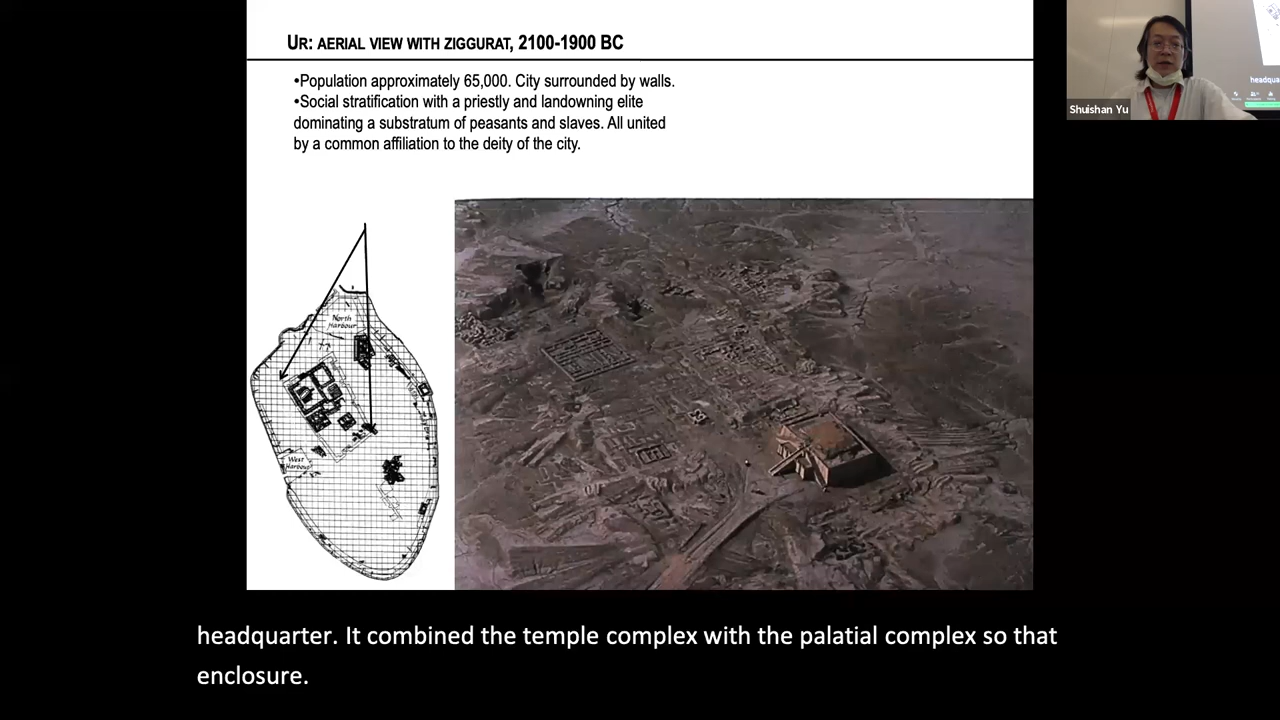 UR: AERIAL VIEW WITH ZIGGURAT, 2100-1900 BC
•Population approximately 65,000. City surrounded by walls.
•Social stratification with a priestly and landowning elite
dominating a substratum of peasants and slaves. All united
by a common affiliation to the deity of the city.
North
Harbour
West
Harbour
headqua
Shuishan Yu
headquarter. It combined the temple complex with the palatial complex so that
enclosure.